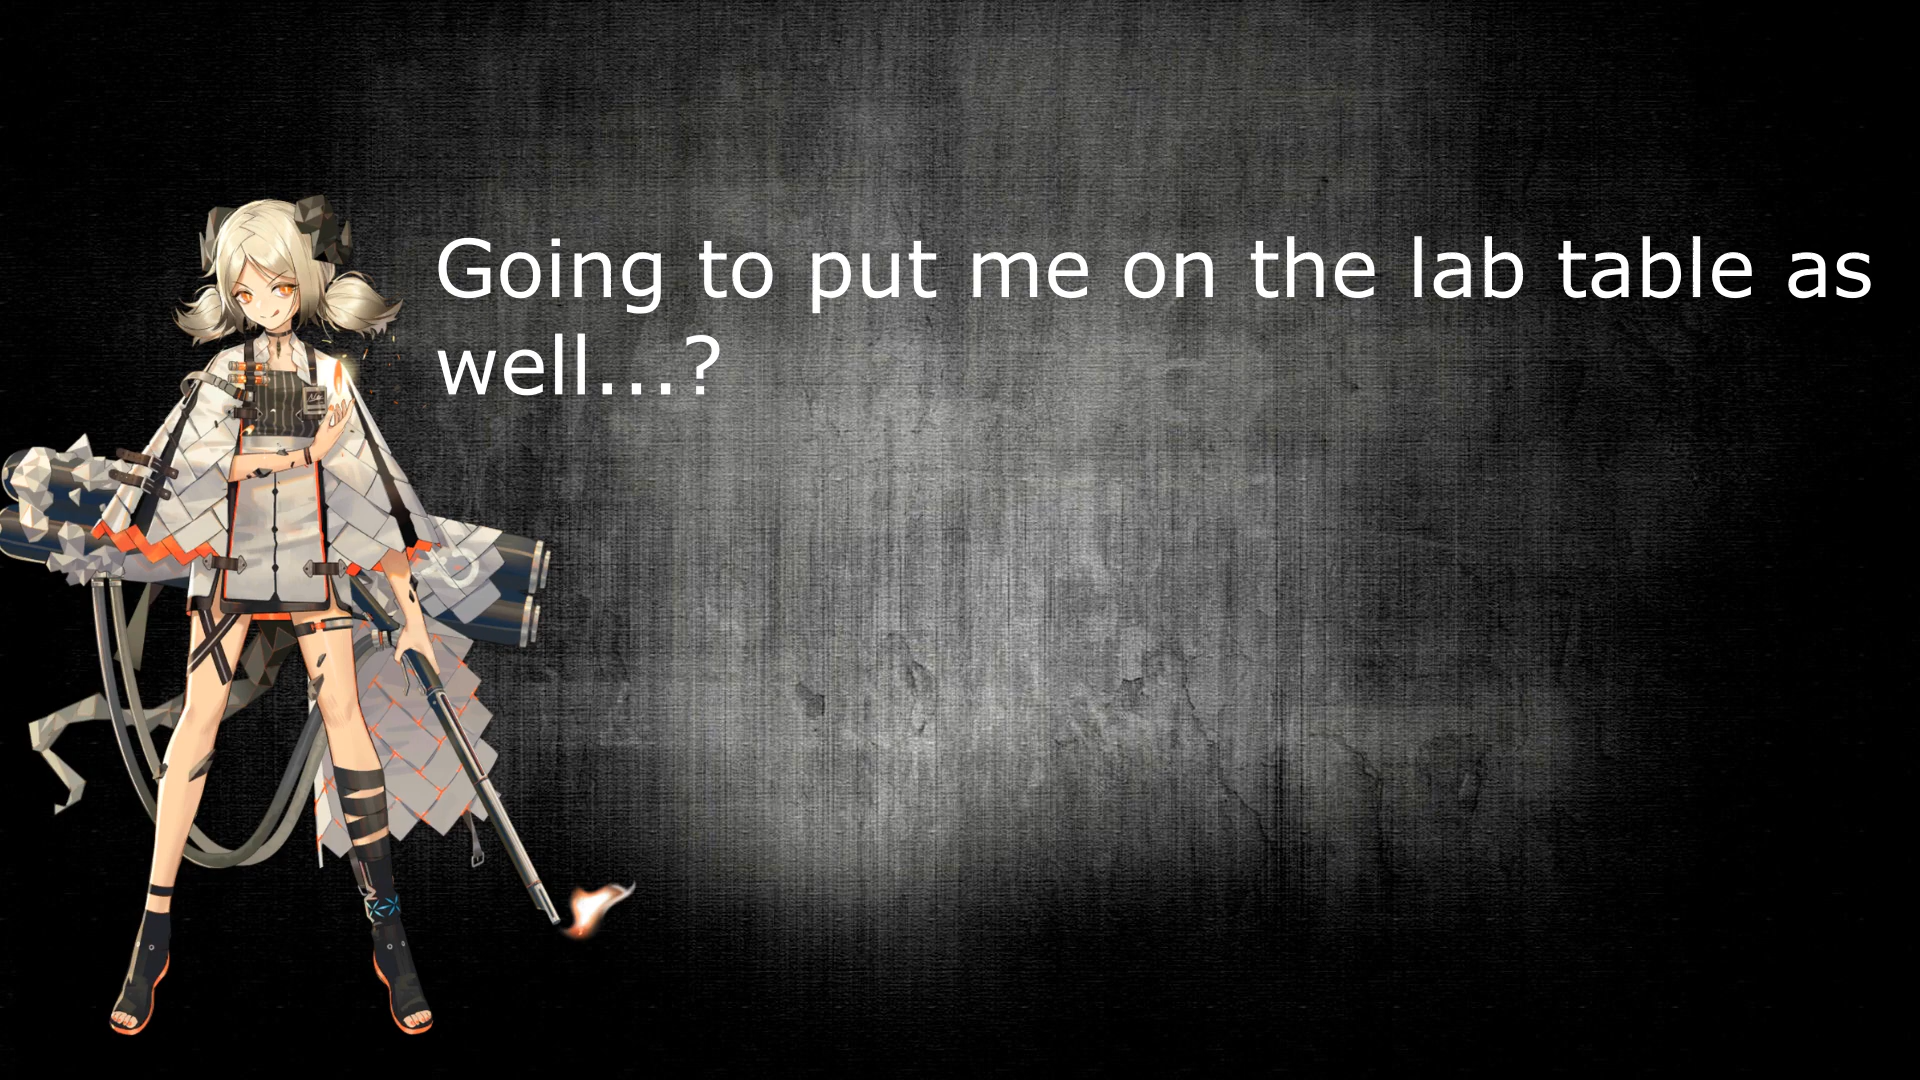 Going to put me on the lab table as
well...?